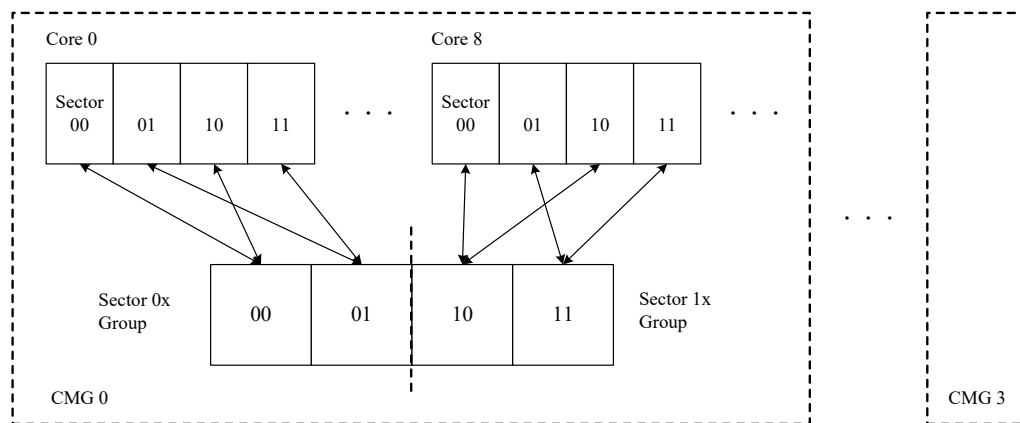 Core 0
Core 8
Sector
00 01 10 11
. . .
Sector
00 01 10 11
. . .
. . .
Sector 0x
Group
00 01 10 11
Sector 1x
Group
CMG 0
CMG 3